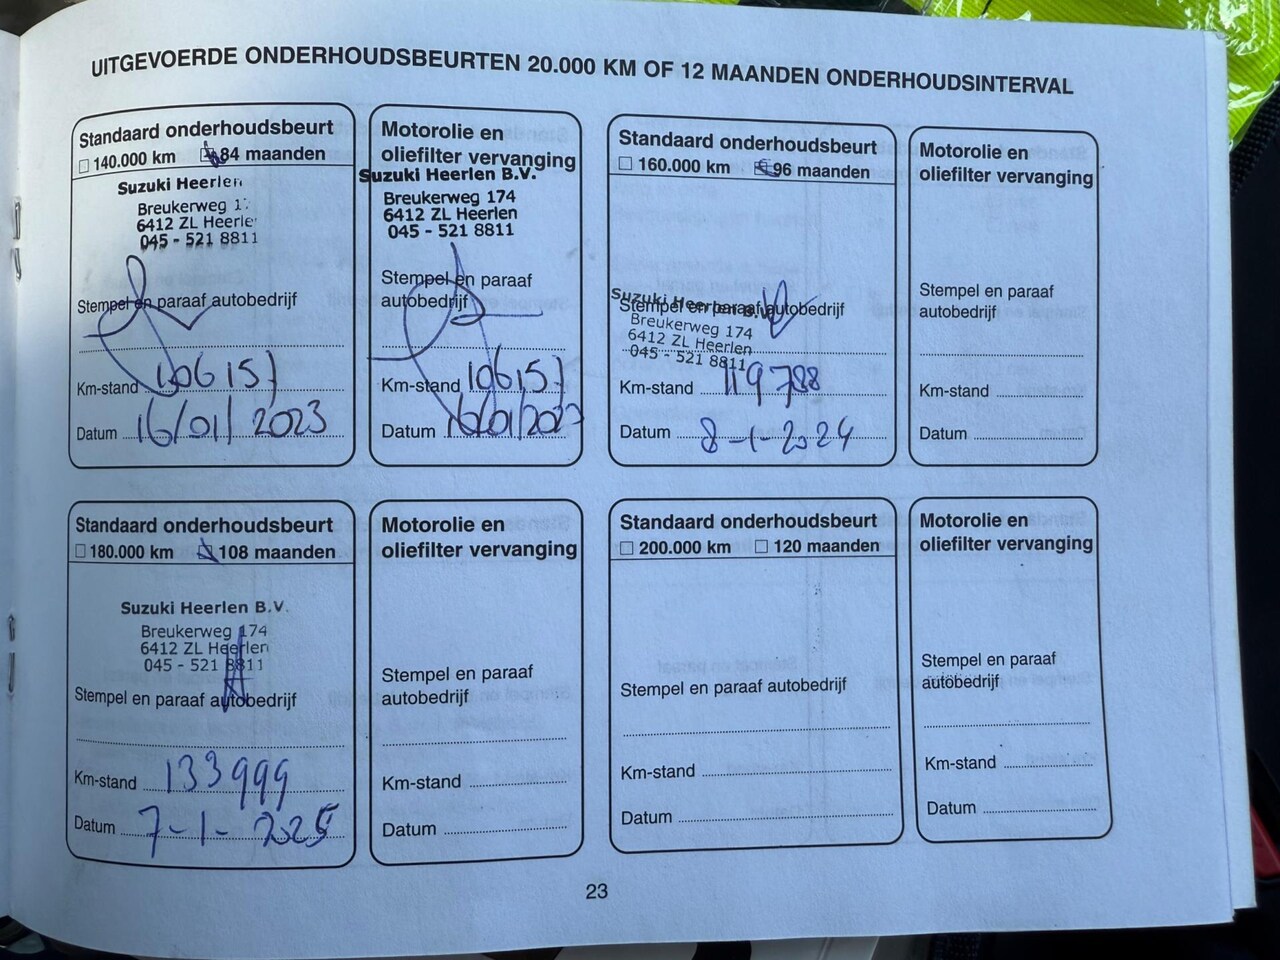 UITGEVOERDE ONDERHOUDSBEURTEN 20.000 KM OF 12 MAANDEN ONDERHOUDSINTERVAL
Standaard onderhoudsbeurt
140.000 km 84 maanden
Suzuki Heerlen
Breukerweg 1
6412 ZL Heerle
045 - 521 8811
Stempel en paraaf autobedrijf
Km-stand 106157
Datum 16/01/2023
Motorolie en
oliefilter vervanging
Suzuki Heerlen B.V.
Breukerweg 174
6412 ZL Heerlen
045 - 521 8811
Stempel en paraaf
autobedrijf
Km-stand 106157
Datum 16/01/2023
Standaard onderhoudsbeurt
160.000 km 96 maanden
Suzuki Heerlen B.V.
Stempel en paraaf autobedrijf
Breukerweg 174
6412 ZL Heerlen
045 - 521 8811
Km-stand 119788
Datum 8-1-2024
Motorolie en
oliefilter vervanging
Stempel en paraaf
autobedrijf
Km-stand
Datum
Standaard onderhoudsbeurt
180.000 km 108 maanden
Suzuki Heerlen B.V.
Breukerweg 174
6412 ZL Heerlen
045 - 521 8811
Stempel en paraaf autobedrijf
Km-stand 133999
Datum 7-1-2025
Motorolie en
oliefilter vervanging
Stempel en paraaf
autobedrijf
Km-stand
Datum
Standaard onderhoudsbeurt
200.000 km 120 maanden
Stempel en paraaf autobedrijf
Km-stand
Datum
Motorolie en
oliefilter vervanging
Stempel en paraaf
autobedrijf
Km-stand
Datum
23